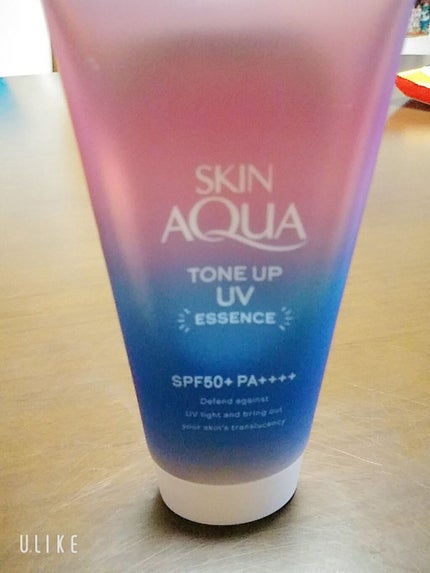 SKIN
AQUA
TONE UP
UV
ESSENCE
SPF50+ PA++++
Defend against
UV light and bring out
your skin's translucency
ULIKE